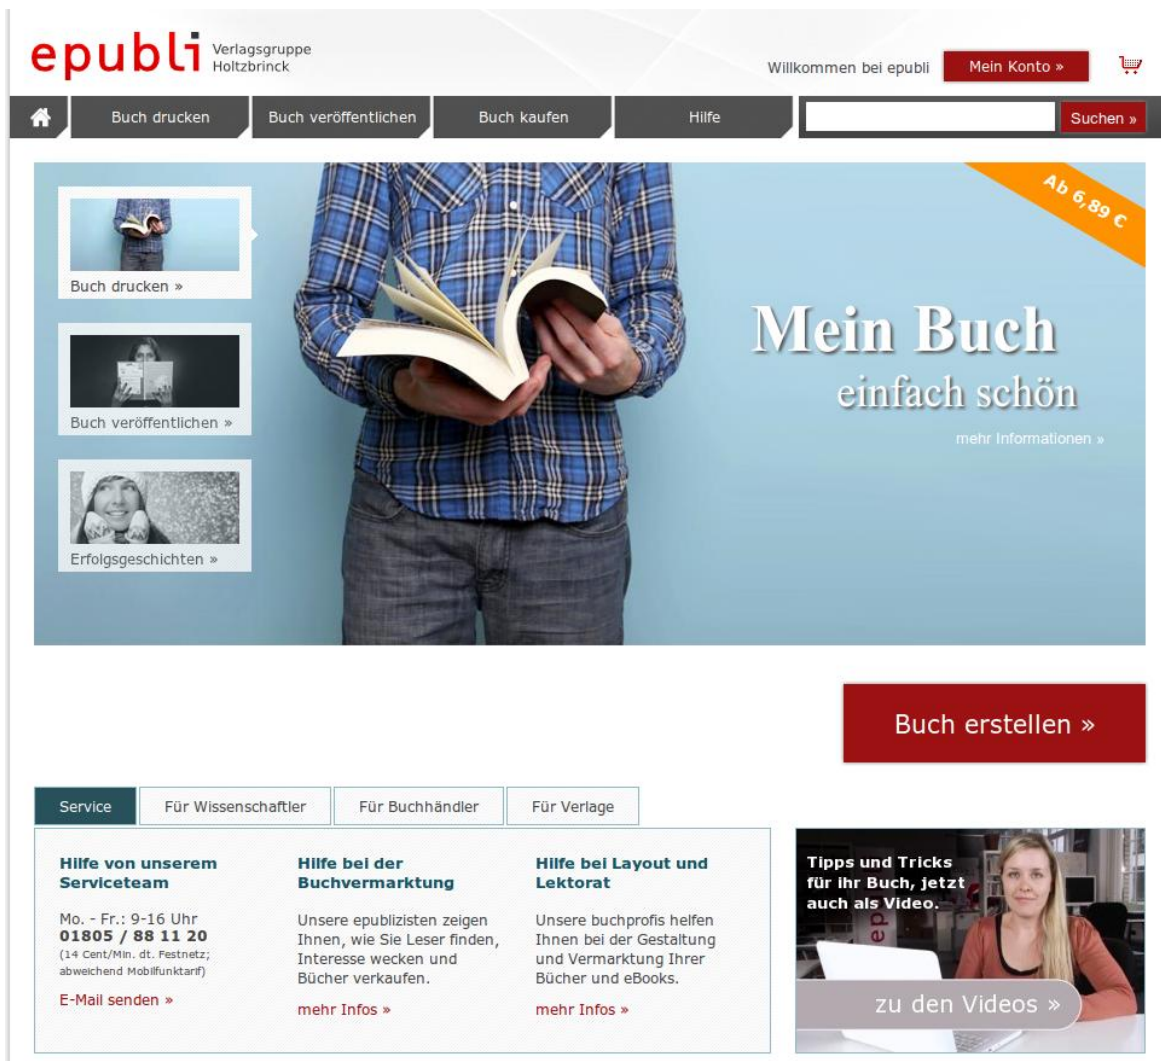 epubli
Verlagsgruppe
Holtzbrinck
Willkommen bei epubli
Mein Konto »
Buch drucken
Buch veröffentlichen
Buch kaufen
Hilfe
Suchen »
Buch drucken »
Buch veröffentlichen »
Erfolgsgeschichten »
Ab 6,89 €
Mein Buch
einfach schön
mehr Informationen »
Buch erstellen »
Service
Für Wissenschaftler
Für Buchhändler
Für Verlage
Hilfe von unserem
Serviceteam
Mo. - Fr.: 9-16 Uhr
01805 / 88 11 20
(14 Cent/Min. dt. Festnetz;
abweichend Mobilfunktarif)
E-Mail senden »
Hilfe bei der
Buchvermarktung
Unsere epublizisten zeigen
Ihnen, wie Sie Leser finden,
Interesse wecken und
Bücher verkaufen.
mehr Infos »
Hilfe bei Layout und
Lektorat
Unsere buchprofis helfen
Ihnen bei der Gestaltung
und Vermarktung Ihrer
Bücher und eBooks.
mehr Infos »
Tipps und Tricks
für ihr Buch, jetzt
auch als Video.
zu den Videos »